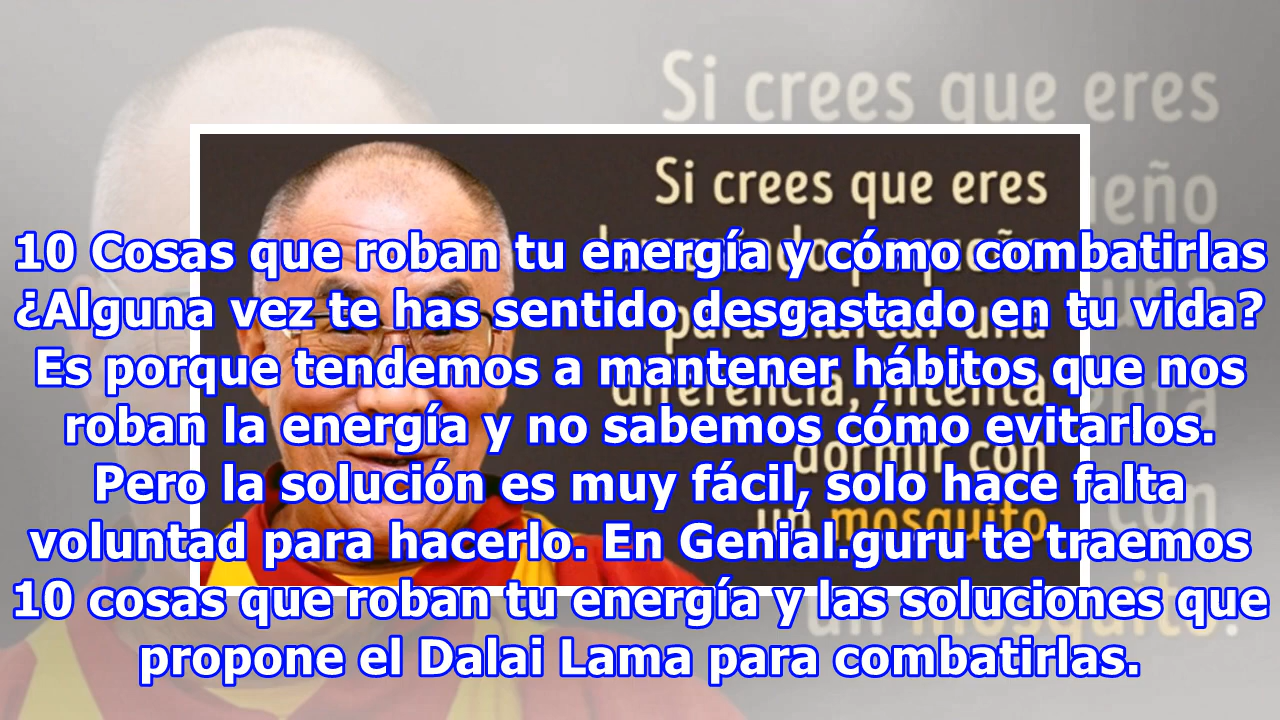 Si crees que eres
Si crees que eres
10 Cosas que roban tu energía y cómo combatirlas
¿Alguna vez te has sentido desgastado en tu vida?
Es porque tendemos a mantener hábitos que nos
diferencia, intenta
roban la energía y no sabemos cómo evitarlos.
dormir con
Pero la solución es muy fácil, solo hace falta
un mosquito
voluntad para hacerlo. En Genial.guru te traemos
10 cosas que roban tu energía y las soluciones que
un mosquito.
propone el Dalai Lama para combatirlas.